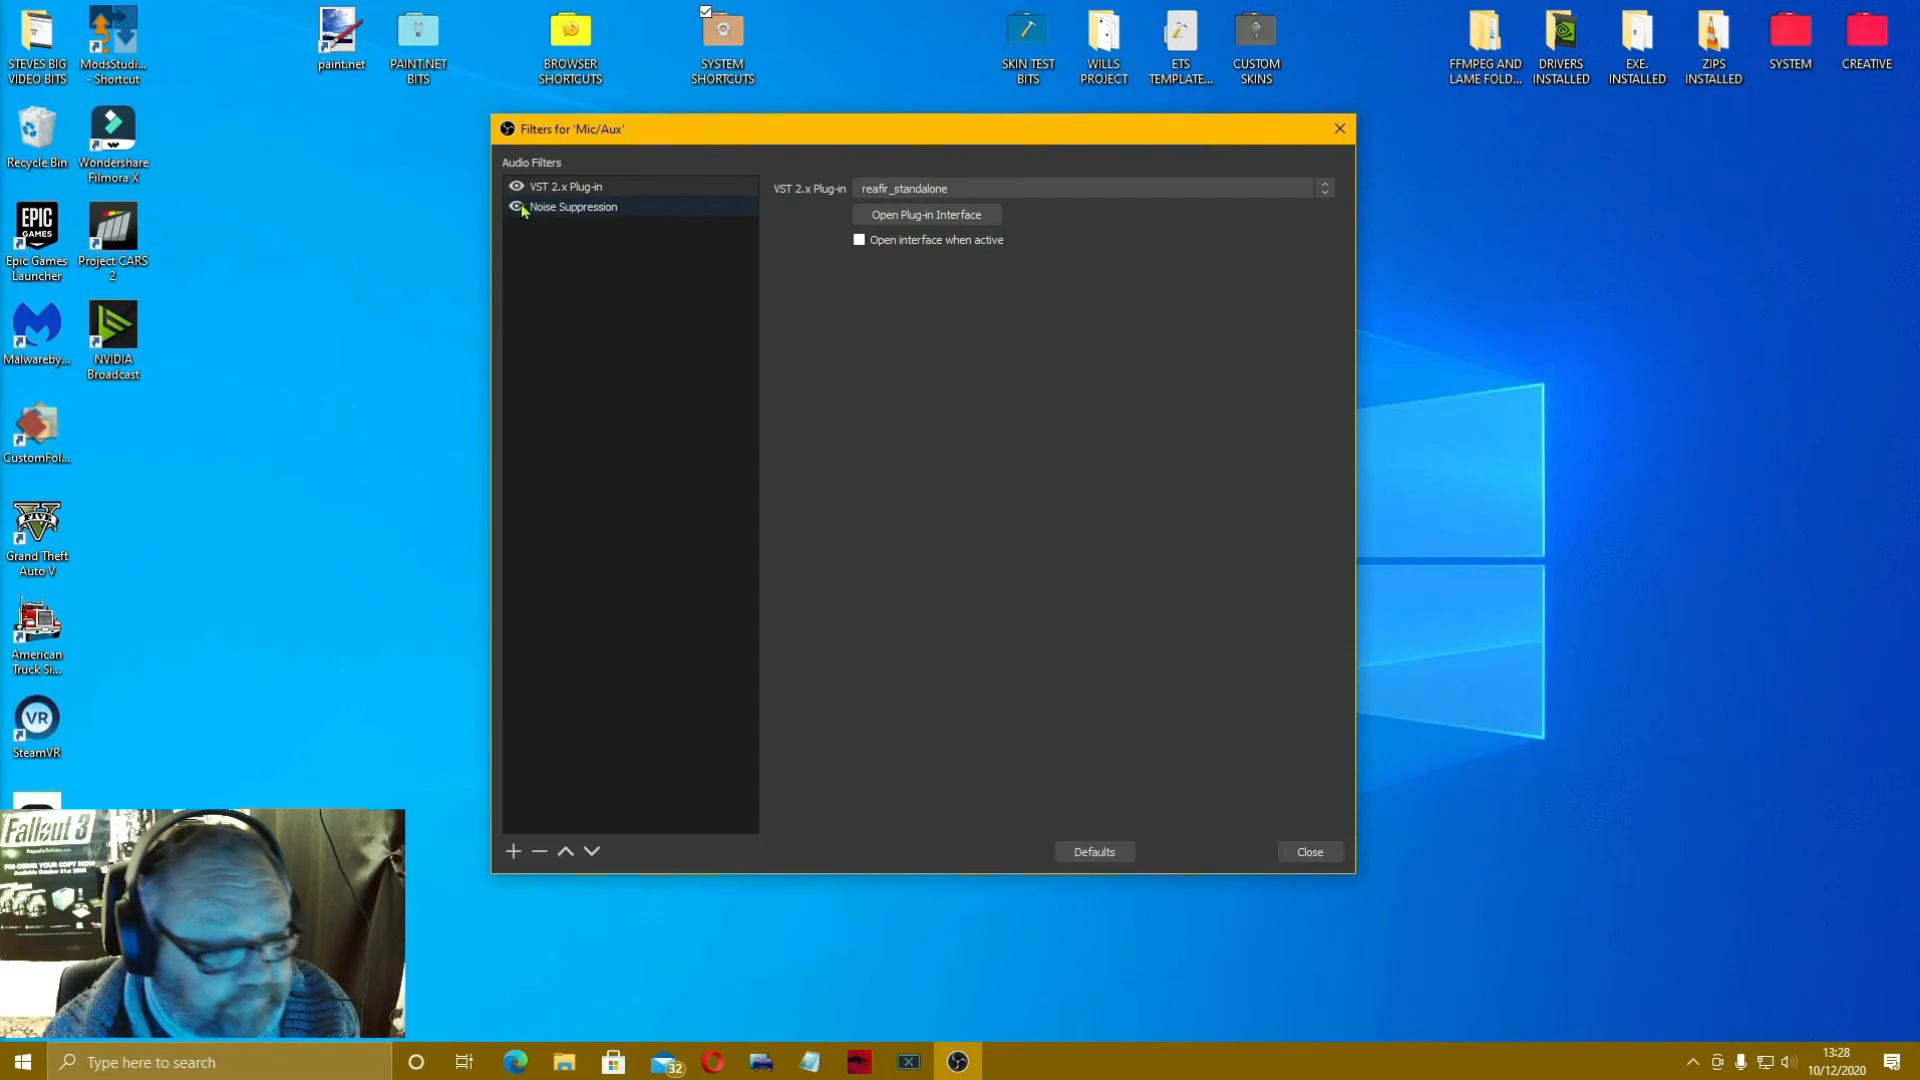 STEVES BIG
VIDEO BITS
ModsStudi...
- Shortcut
paint.net
PAINT.NET
BITS
BROWSER
SHORTCUTS
SYSTEM
SHORTCUTS
SKIN TEST
BITS
WILLS
PROJECT
ETS
TEMPLATE...
CUSTOM
SKINS
FFMPEG AND
LAME FOLD...
DRIVERS
INSTALLED
EXE.
INSTALLED
ZIPS
INSTALLED
SYSTEM
CREATIVE
Recycle Bin
Wondershare
Filmora X
EPIC
GAMES
Epic Games
Launcher
Project CARS
2
Malwareby...
NVIDIA
Broadcast
CustomFol...
FIVE
Grand Theft
Auto V
American
Truck Si...
VR
SteamVR
Filters for 'Mic/Aux'
Audio Filters
VST 2.x Plug-in
Noise Suppression
VST 2.x Plug-in
reafir_standalone
Open Plug-in Interface
Open interface when active
Defaults
Close
Fallout 3
Type here to search
32
13:28
10/12/2020